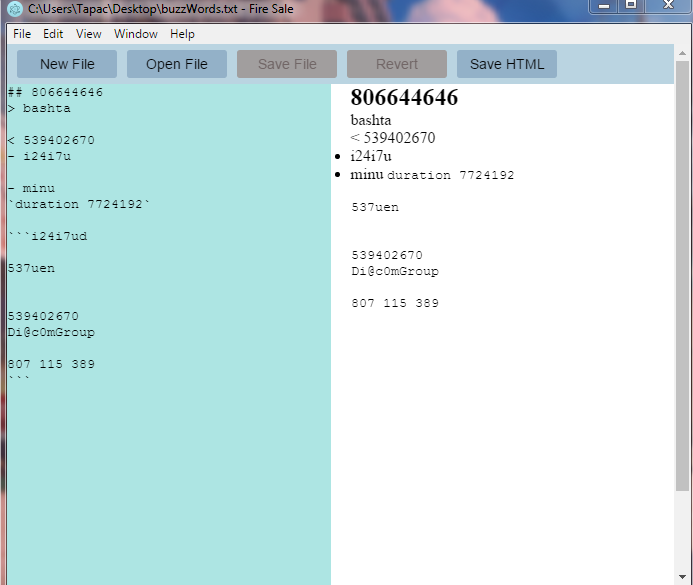 C:\Users\Tapac\Desktop\buzzWords.txt - Fire Sale
File Edit View Window Help
New File Open File Save File Revert Save HTML
## 806644646
> bashta
< 539402670
- i24i7u
- minu
`duration 7724192`
```i24i7ud
537uen
539402670
Di@c0mGroup
807 115 389
```
806644646
bashta
< 539402670
• i24i7u
• minu duration 7724192
537uen
539402670
Di@c0mGroup
807 115 389